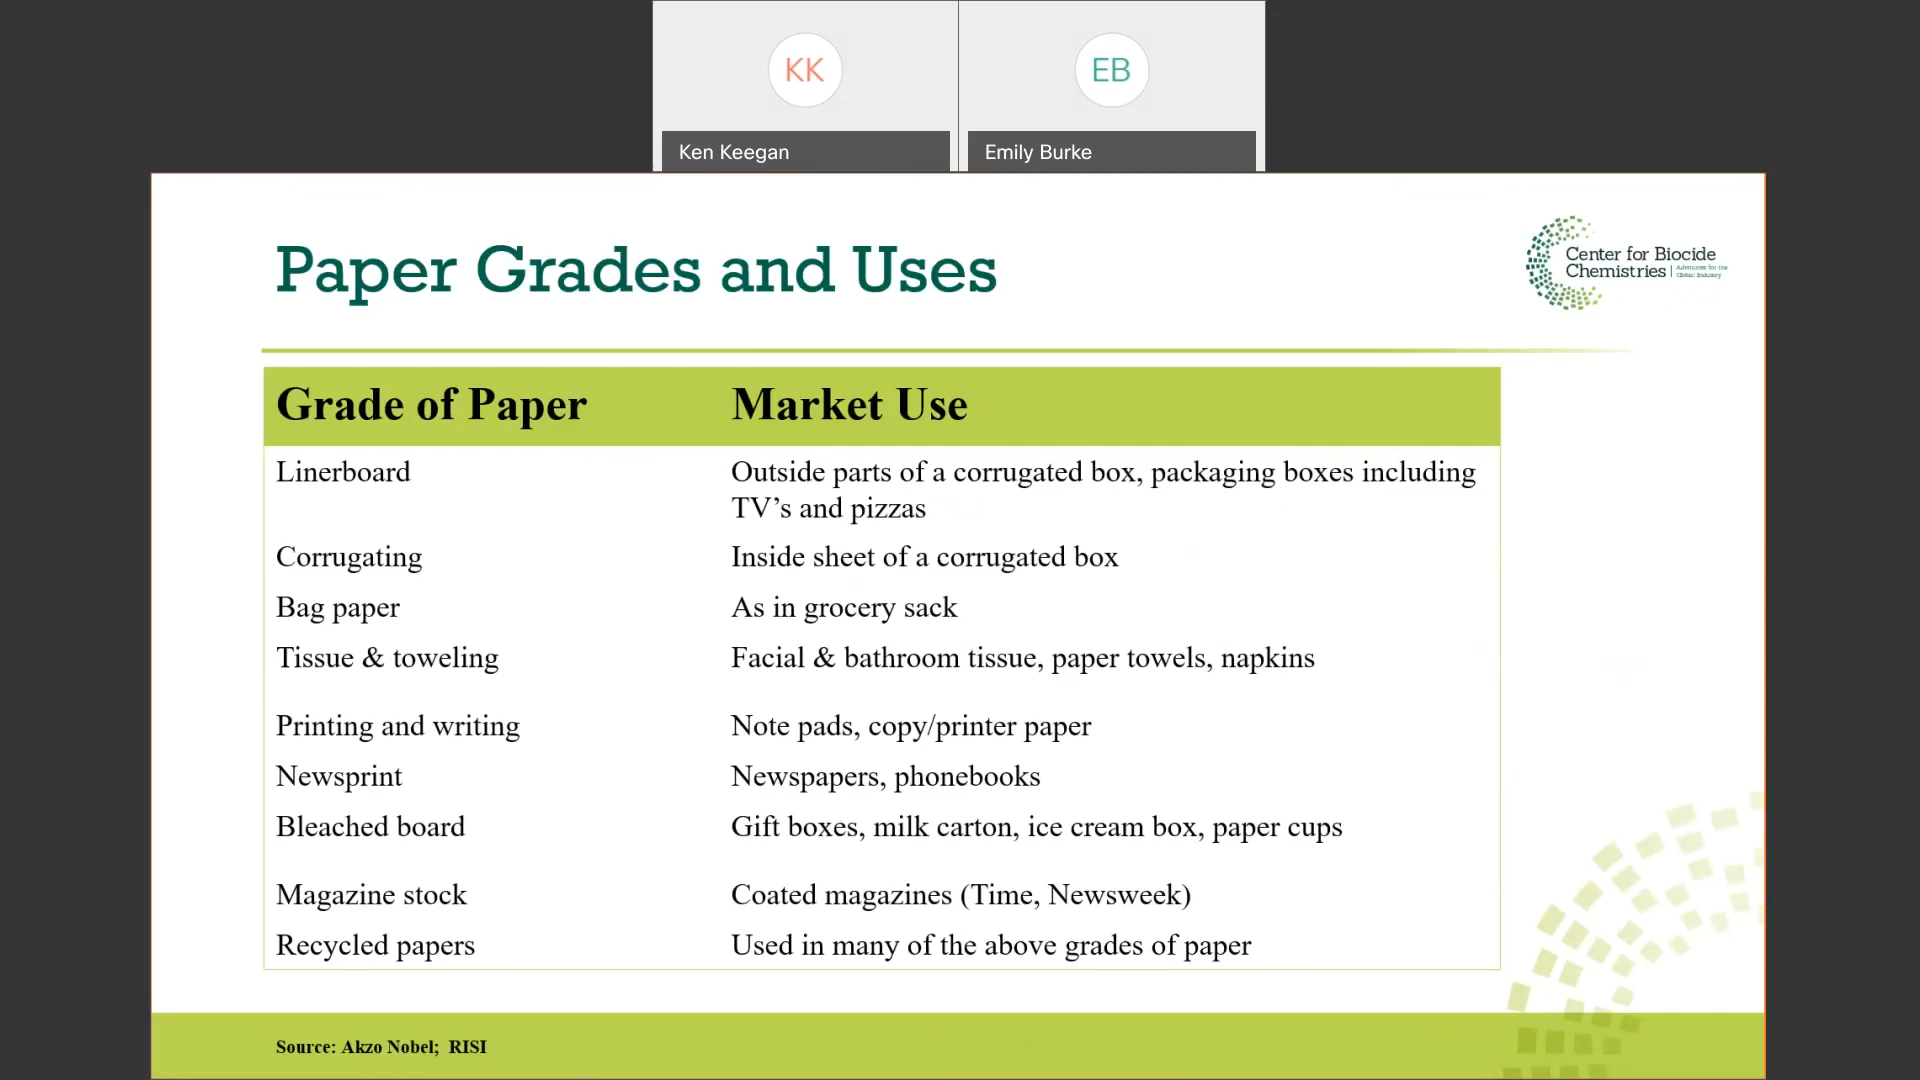 KK
EB
Ken Keegan
Emily Burke
Paper Grades and Uses
Center for Biocide
Chemistries | Advocates for the
Global Industry
Grade of Paper Market Use
Linerboard Outside parts of a corrugated box, packaging boxes including
TV’s and pizzas
Corrugating Inside sheet of a corrugated box
Bag paper As in grocery sack
Tissue & toweling Facial & bathroom tissue, paper towels, napkins
Printing and writing Note pads, copy/printer paper
Newsprint Newspapers, phonebooks
Bleached board Gift boxes, milk carton, ice cream box, paper cups
Magazine stock Coated magazines (Time, Newsweek)
Recycled papers Used in many of the above grades of paper
Source: Akzo Nobel; RISI